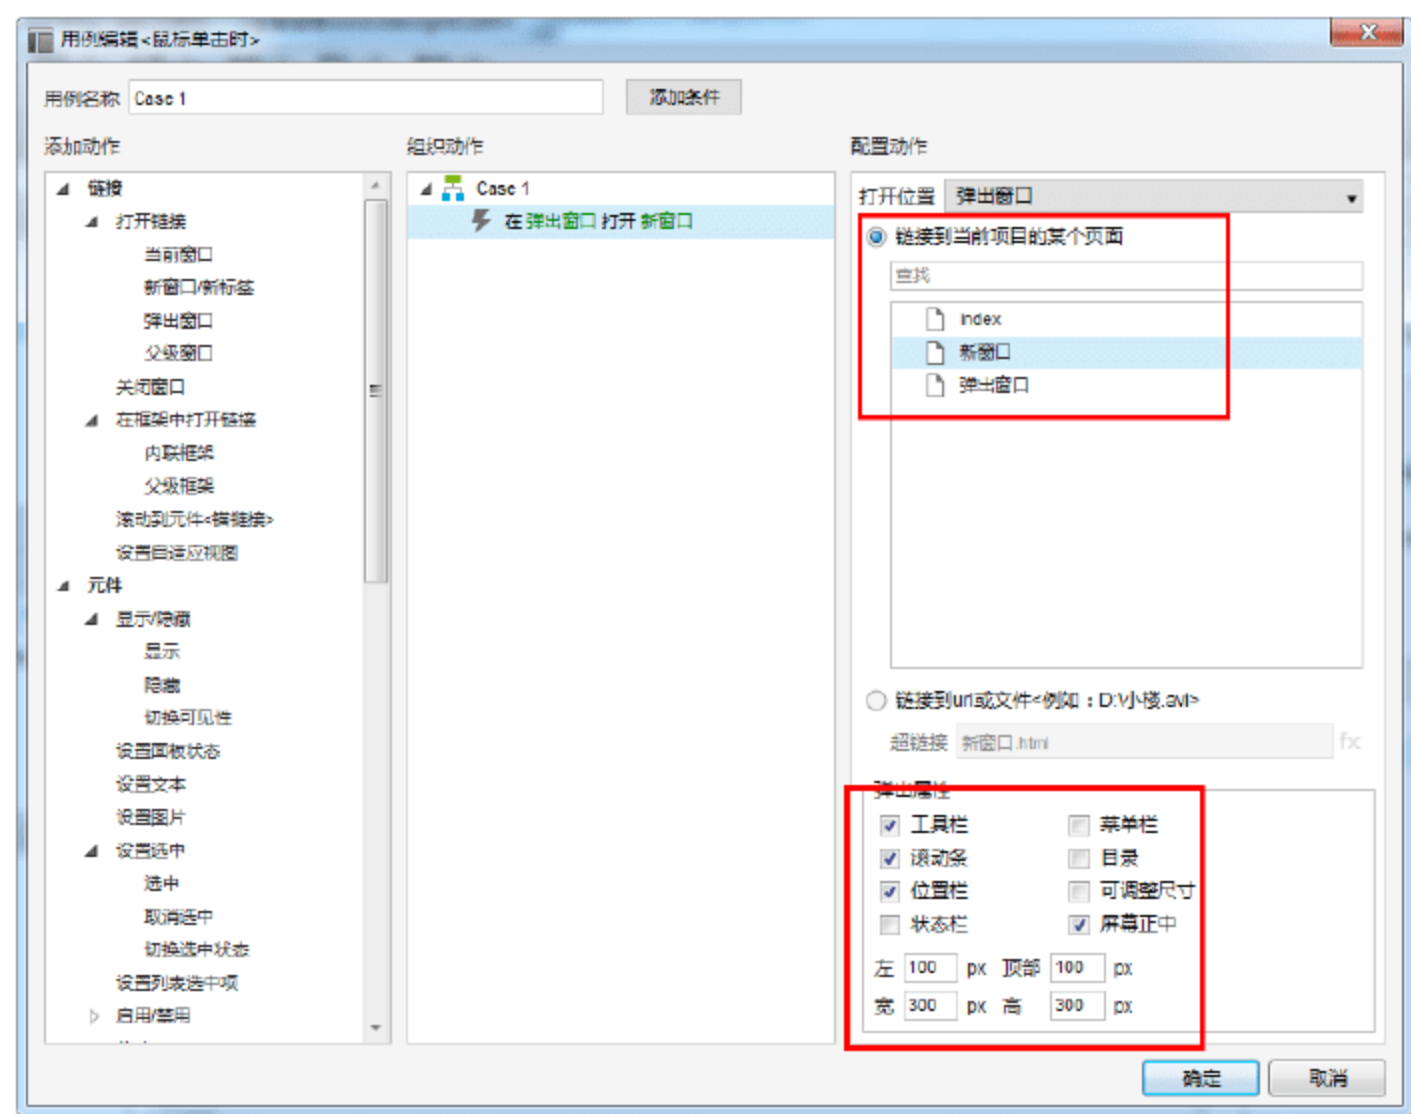 用例编辑<鼠标单击时>
用例名称 Case 1 添加条件
添加动作
链接
打开链接
当前窗口
新窗口/新标签
弹出窗口
父级窗口
关闭窗口
在框架中打开链接
内联框架
父级框架
滚动到元件<锚链接>
设置自适应视图
元件
显示/隐藏
显示
隐藏
切换可见性
设置面板状态
设置文本
设置图片
设置选中
选中
取消选中
切换选中状态
设置列表选中项
启用/禁用
组织动作
Case 1
在 弹出窗口 打开 新窗口
配置动作
打开位置 弹出窗口
链接到当前项目的某个页面
查找
index
新窗口
弹出窗口
链接到url或文件<例如：D:\小楼.avi>
超链接 新窗口.html fx
弹出属性
工具栏 菜单栏
滚动条 目录
位置栏 可调整尺寸
状态栏 屏幕正中
左 100 px 顶部 100 px
宽 300 px 高 300 px
确定 取消